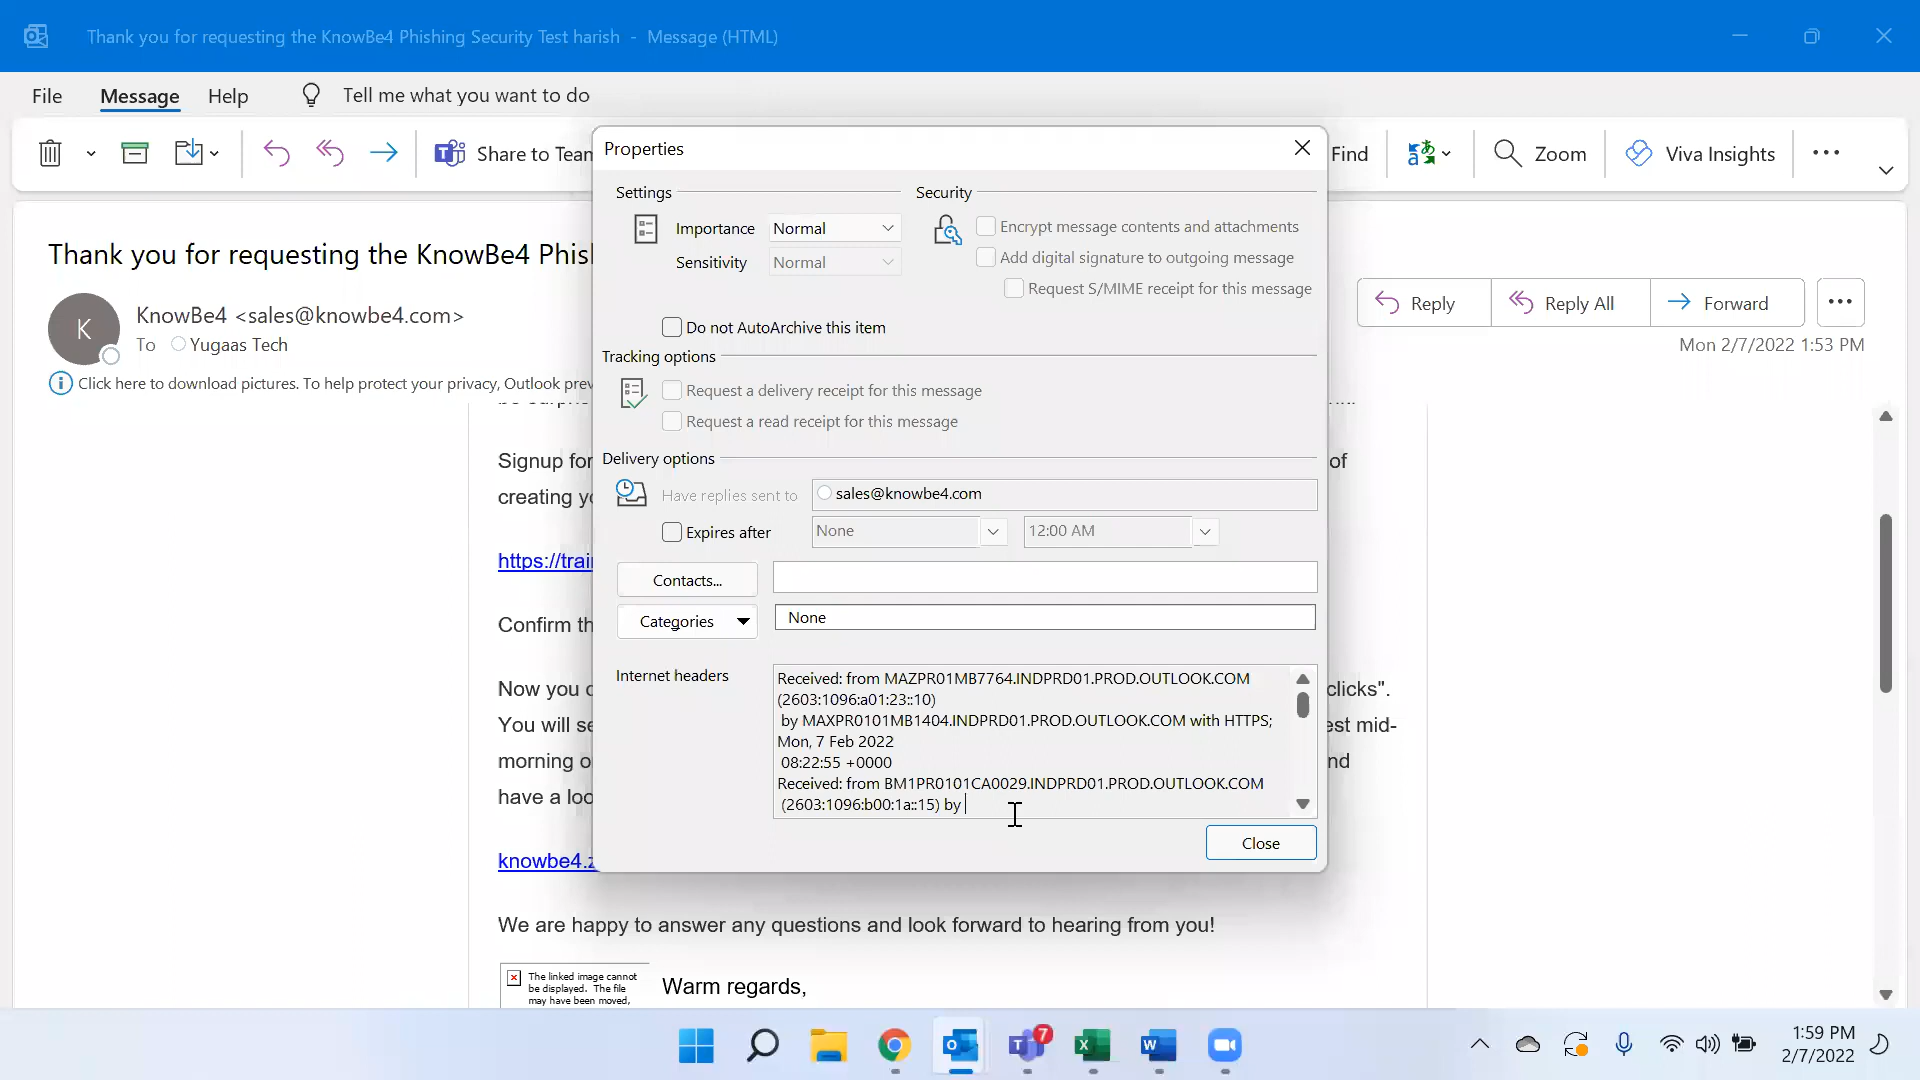 Thank you for requesting the KnowBe4 Phishing Security Test harish - Message (HTML)
File Message Help Tell me what you want to do
Share to Team
Find
Zoom
Viva Insights
Thank you for requesting the KnowBe4 Phis
K
KnowBe4 <sales@knowbe4.com>
To Yugaas Tech
Click here to download pictures. To help protect your privacy, Outlook prev
Reply
Reply All
Forward
Mon 2/7/2022 1:53 PM
Properties
Settings
Importance Normal
Sensitivity Normal
Security
Encrypt message contents and attachments
Add digital signature to outgoing message
Request S/MIME receipt for this message
Do not AutoArchive this item
Tracking options
Request a delivery receipt for this message
Request a read receipt for this message
Delivery options
Have replies sent to sales@knowbe4.com
Expires after None 12:00 AM
Contacts...
Categories None
Internet headers
Received: from MAZPR01MB7764.INDPRD01.PROD.OUTLOOK.COM
(2603:1096:a01:23::10)
by MAXPR0101MB1404.INDPRD01.PROD.OUTLOOK.COM with HTTPS;
Mon, 7 Feb 2022
08:22:55 +0000
Received: from BM1PR0101CA0029.INDPRD01.PROD.OUTLOOK.COM
(2603:1096:b00:1a::15) by
Close
Signup for of
creating yo
https://trai
Confirm th
Now you c clicks".
You will se est mid-
morning o nd
have a loo
knowbe4.z
We are happy to answer any questions and look forward to hearing from you!
The linked image cannot
be displayed. The file
may have been moved,
Warm regards,
7
1:59 PM
2/7/2022